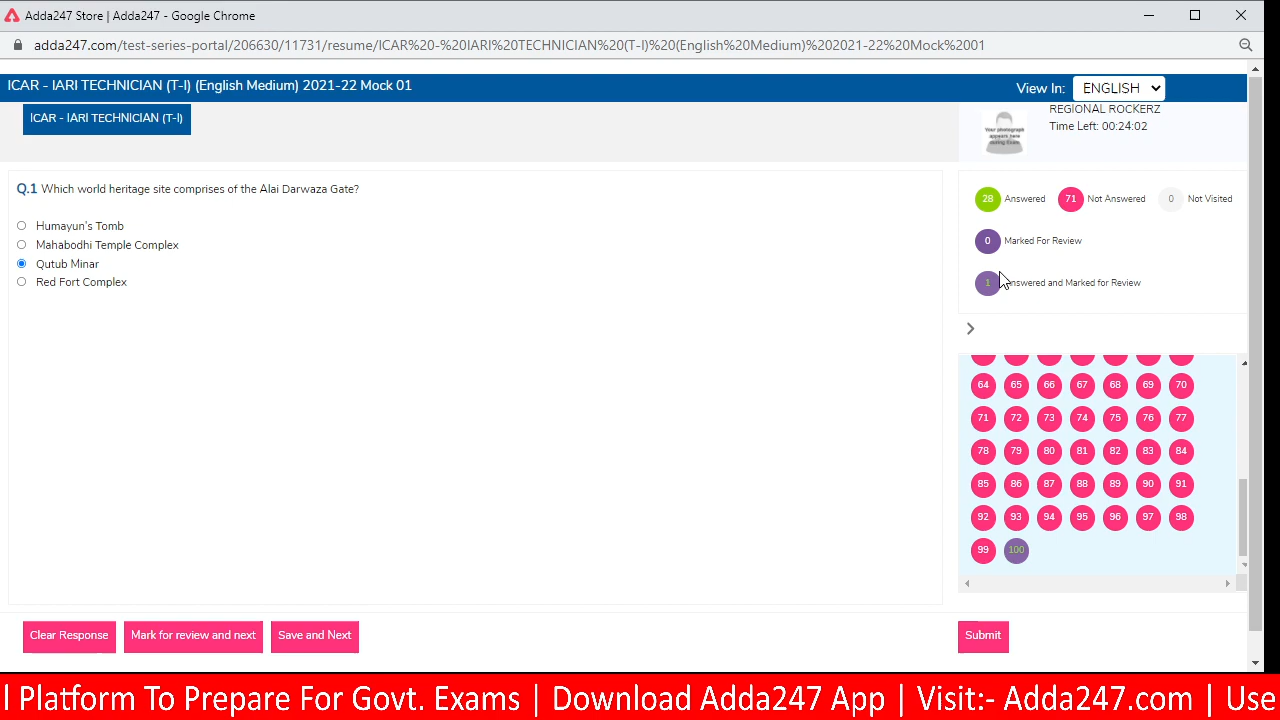 Adda247 Store | Adda247 - Google Chrome
adda247.com/test-series-portal/206630/11731/resume/ICAR%20-%20IARI%20TECHNICIAN%20(T-I)%20(English%20Medium)%202021-22%20Mock%2001
ICAR - IARI TECHNICIAN (T-I) (English Medium) 2021-22 Mock 01
View In: ENGLISH
ICAR - IARI TECHNICIAN (T-I)
REGIONAL ROCKERZ
Time Left: 00:24:02
Your photograph
appears here
during Exam
Q.1 Which world heritage site comprises of the Alai Darwaza Gate?
Humayun's Tomb
Mahabodhi Temple Complex
Qutub Minar
Red Fort Complex
28 Answered 71 Not Answered 0 Not Visited
0 Marked For Review
1 Answered and Marked for Review
64 65 66 67 68 69 70
71 72 73 74 75 76 77
78 79 80 81 82 83 84
85 86 87 88 89 90 91
92 93 94 95 96 97 98
99 100
Clear Response Mark for review and next Save and Next Submit
l Platform To Prepare For Govt. Exams | Download Adda247 App | Visit:- Adda247.com | Use